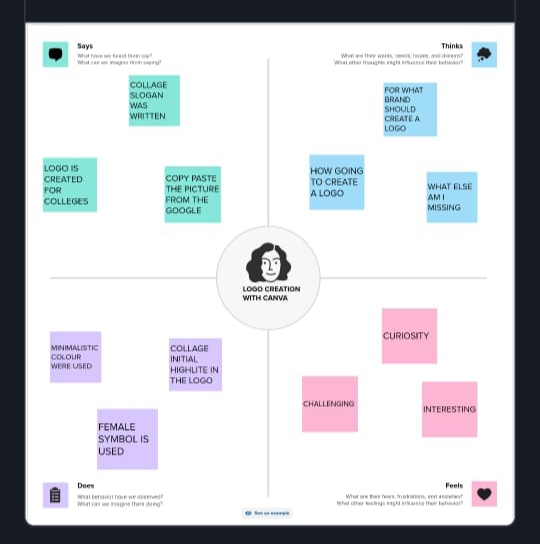 Says
What have we heard them say?
What can we imagine them saying?
Thinks
What are their wants, needs, hopes, and dreams?
What other thoughts might influence their behavior?
COLLAGE
SLOGAN
WAS
WRITTEN
LOGO IS
CREATED
FOR
COLLEGES
COPY PASTE
THE PICTURE
FROM THE
GOOGLE
FOR WHAT
BRAND
SHOULD
CREATE A
LOGO
HOW GOING
TO CREATE
A LOGO
WHAT ELSE
AM I
MISSING
LOGO CREATION
WITH CANVA
MINIMALISTIC
COLOUR
WERE USED
COLLAGE
INITIAL
HIGHLITE IN
THE LOGO
FEMALE
SYMBOL IS
USED
CURIOSITY
CHALLENGING
INTERESTING
Does
What behavior have we observed?
What can we imagine them doing?
Feels
What are their fears, frustrations, and anxieties?
What other feelings might influence their behavior?
See an example